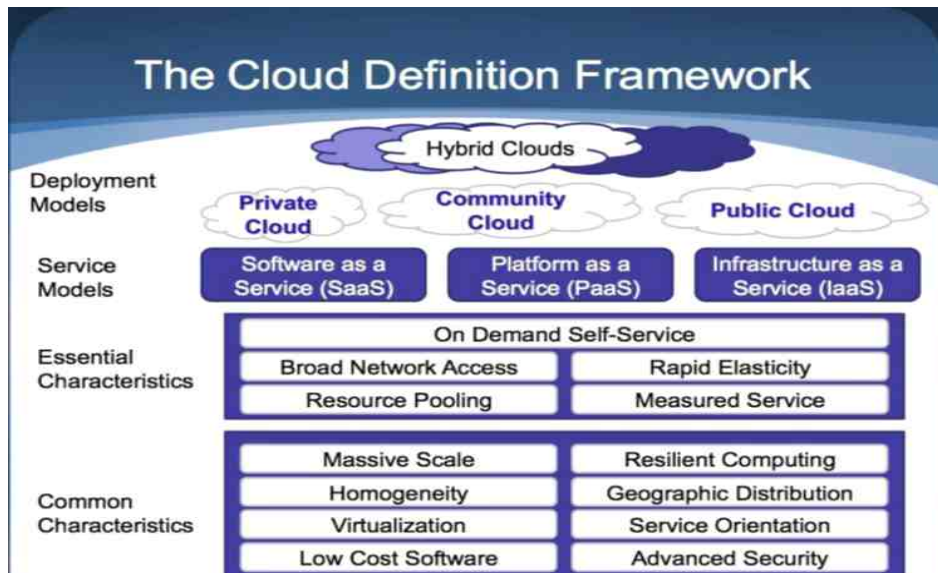 The Cloud Definition Framework
Hybrid Clouds
Deployment
Models
Private
Cloud
Community
Cloud
Public Cloud
Service
Models
Software as a
Service (SaaS)
Platform as a
Service (PaaS)
Infrastructure as a
Service (IaaS)
Essential
Characteristics
On Demand Self-Service
Broad Network Access
Rapid Elasticity
Resource Pooling
Measured Service
Common
Characteristics
Massive Scale
Resilient Computing
Homogeneity
Geographic Distribution
Virtualization
Service Orientation
Low Cost Software
Advanced Security